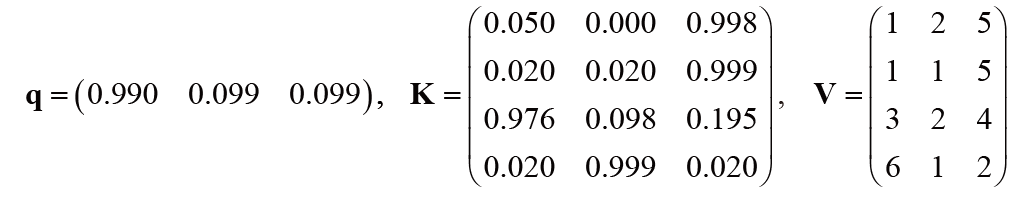 q = (0.990 0.099 0.099), K = (0.050 0.000 0.998
0.020 0.020 0.999
0.976 0.098 0.195
0.020 0.999 0.020), V = (1 2 5
1 1 5
3 2 4
6 1 2)